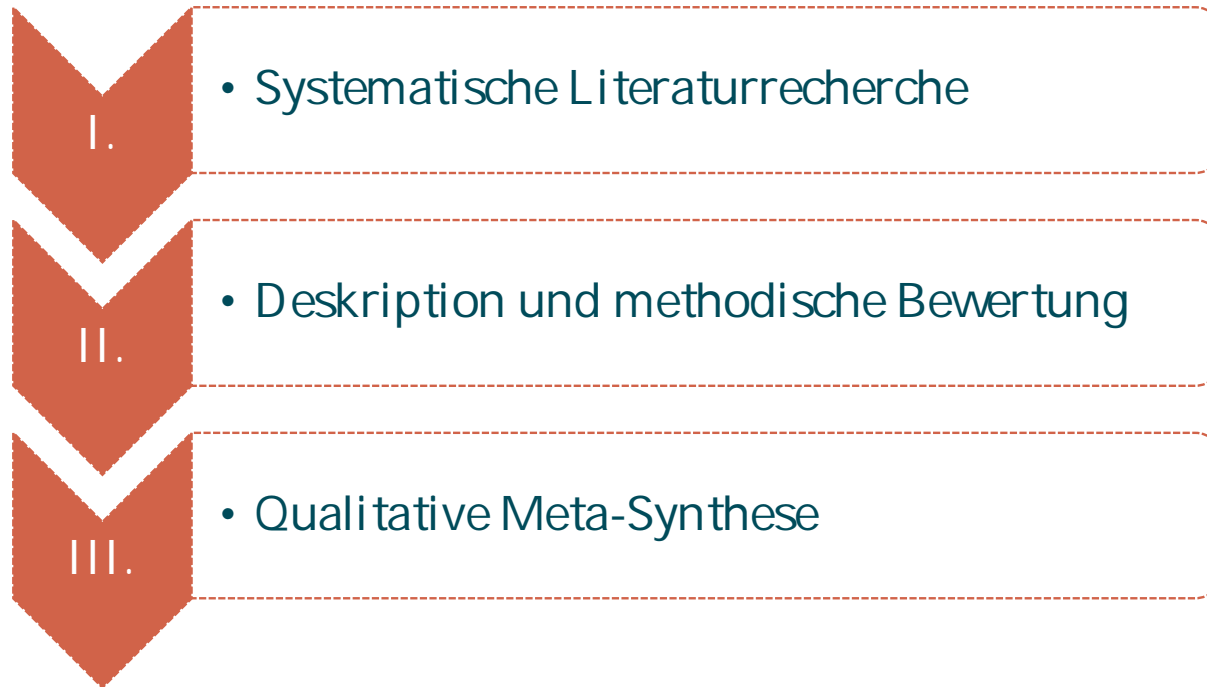 I.
• Systematische Literaturrecherche
II.
• Deskription und methodische Bewertung
III.
• Qualitative Meta-Synthese